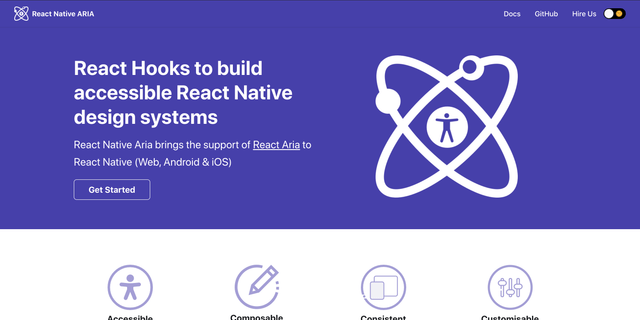 React Native ARIA
Docs
GitHub
Hire Us
React Hooks to build
accessible React Native
design systems
React Native Aria brings the support of React Aria to
React Native (Web, Android & iOS)
Get Started
Accessible
Composable
Consistent
Customisable